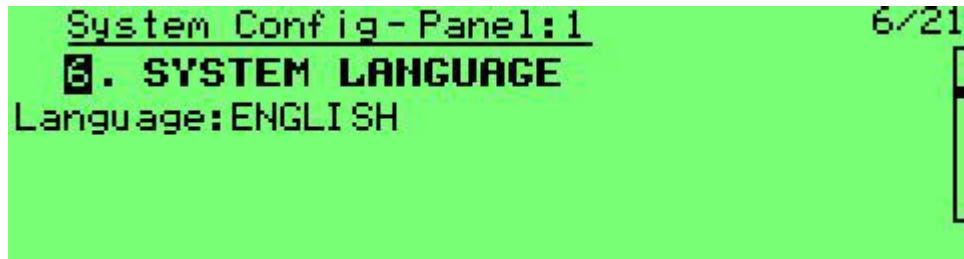 System Config-Panel:1 6/21
6. SYSTEM LANGUAGE
Language:ENGLISH